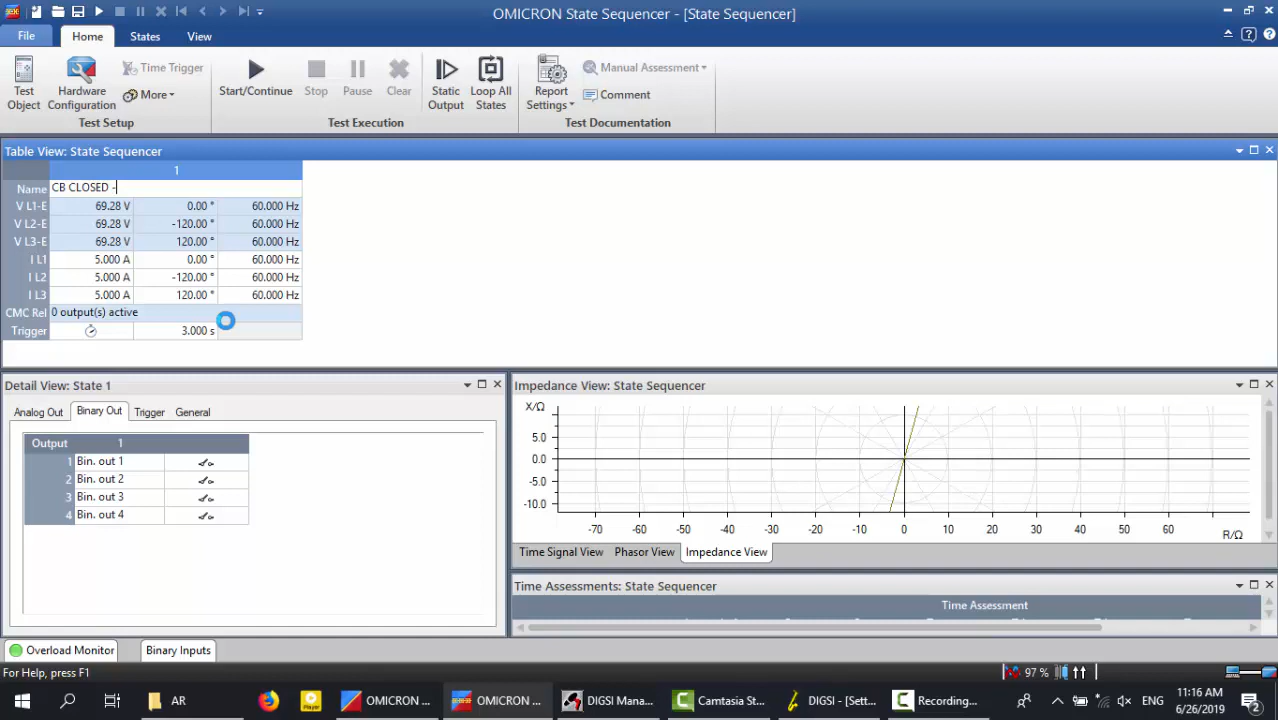 OMICRON State Sequencer - [State Sequencer]
File Home States View
Test Object
Hardware Configuration
Time Trigger
More
Test Setup
Start/Continue
Stop
Pause
Clear
Static Output
Loop All States
Test Execution
Report Settings
Manual Assessment
Comment
Test Documentation
Table View: State Sequencer
1
Name CB CLOSED -
V L1-E 69.28 V 0.00 ° 60.000 Hz
V L2-E 69.28 V -120.00 ° 60.000 Hz
V L3-E 69.28 V 120.00 ° 60.000 Hz
I L1 5.000 A 0.00 ° 60.000 Hz
I L2 5.000 A -120.00 ° 60.000 Hz
I L3 5.000 A 120.00 ° 60.000 Hz
CMC Rel 0 output(s) active
Trigger 3.000 s
Detail View: State 1
Analog Out Binary Out Trigger General
Output 1
1 Bin. out 1
2 Bin. out 2
3 Bin. out 3
4 Bin. out 4
Impedance View: State Sequencer
X/Ω
5.0
0.0
-5.0
-10.0
-70 -60 -50 -40 -30 -20 -10 0 10 20 30 40 50 60
R/Ω
Time Signal View Phasor View Impedance View
Time Assessments: State Sequencer
Time Assessment
Overload Monitor Binary Inputs
For Help, press F1
97 %
AR
Player
OMICRON ...
OMICRON ...
DIGSI Mana...
Camtasia St...
DIGSI - [Sett...
Recording...
ENG
11:16 AM
6/26/2019
2